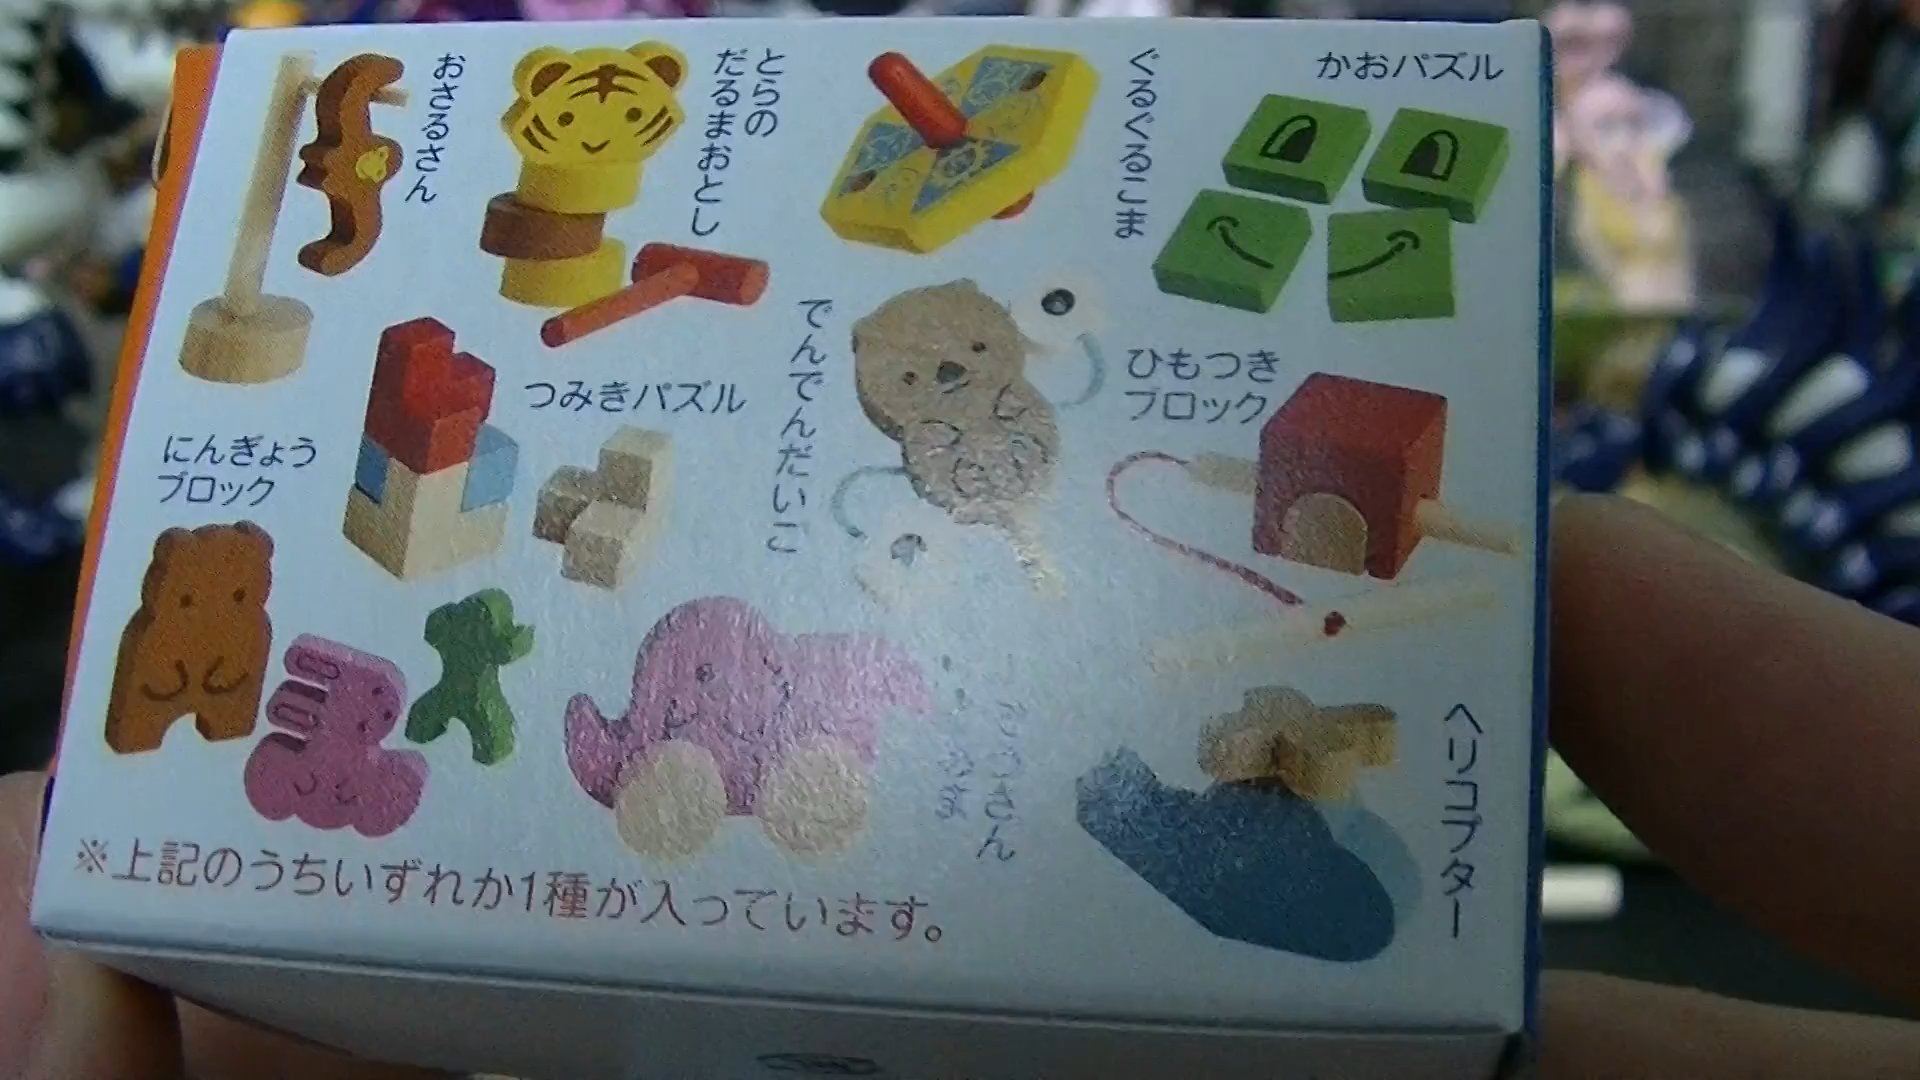 おさるさん
とらの
だるまおとし
ぐるぐるこま
かおパズル
つみきパズル
でんでんだいこ
ひもつき
ブロック
にんぎょう
ブロック
ヘリコプター
※上記のうちいずれか1種が入っています。